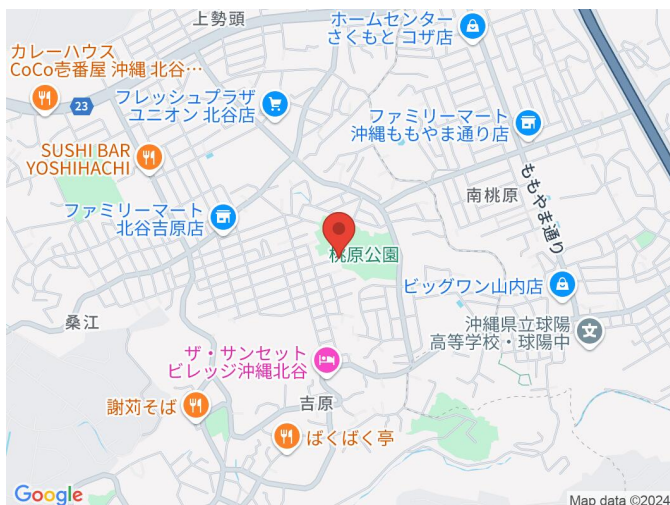 上勢頭
ホームセンター
さくもと コザ店
カレーハウス
CoCo壱番屋 沖縄 北谷…
23
フレッシュプラザ
ユニオン 北谷店
ファミリーマート
沖縄ももやま通り店
SUSHI BAR
YOSHIHACHI
ももやま通り
南桃原
ファミリーマート
北谷吉原店
桃原公園
ビッグワン山内店
桑江
沖縄県立球陽
高等学校・球陽中
ザ・サンセット
ビレッジ沖縄北谷
謝苅そば
吉原
ばくばく亭
Google
Map data ©2024